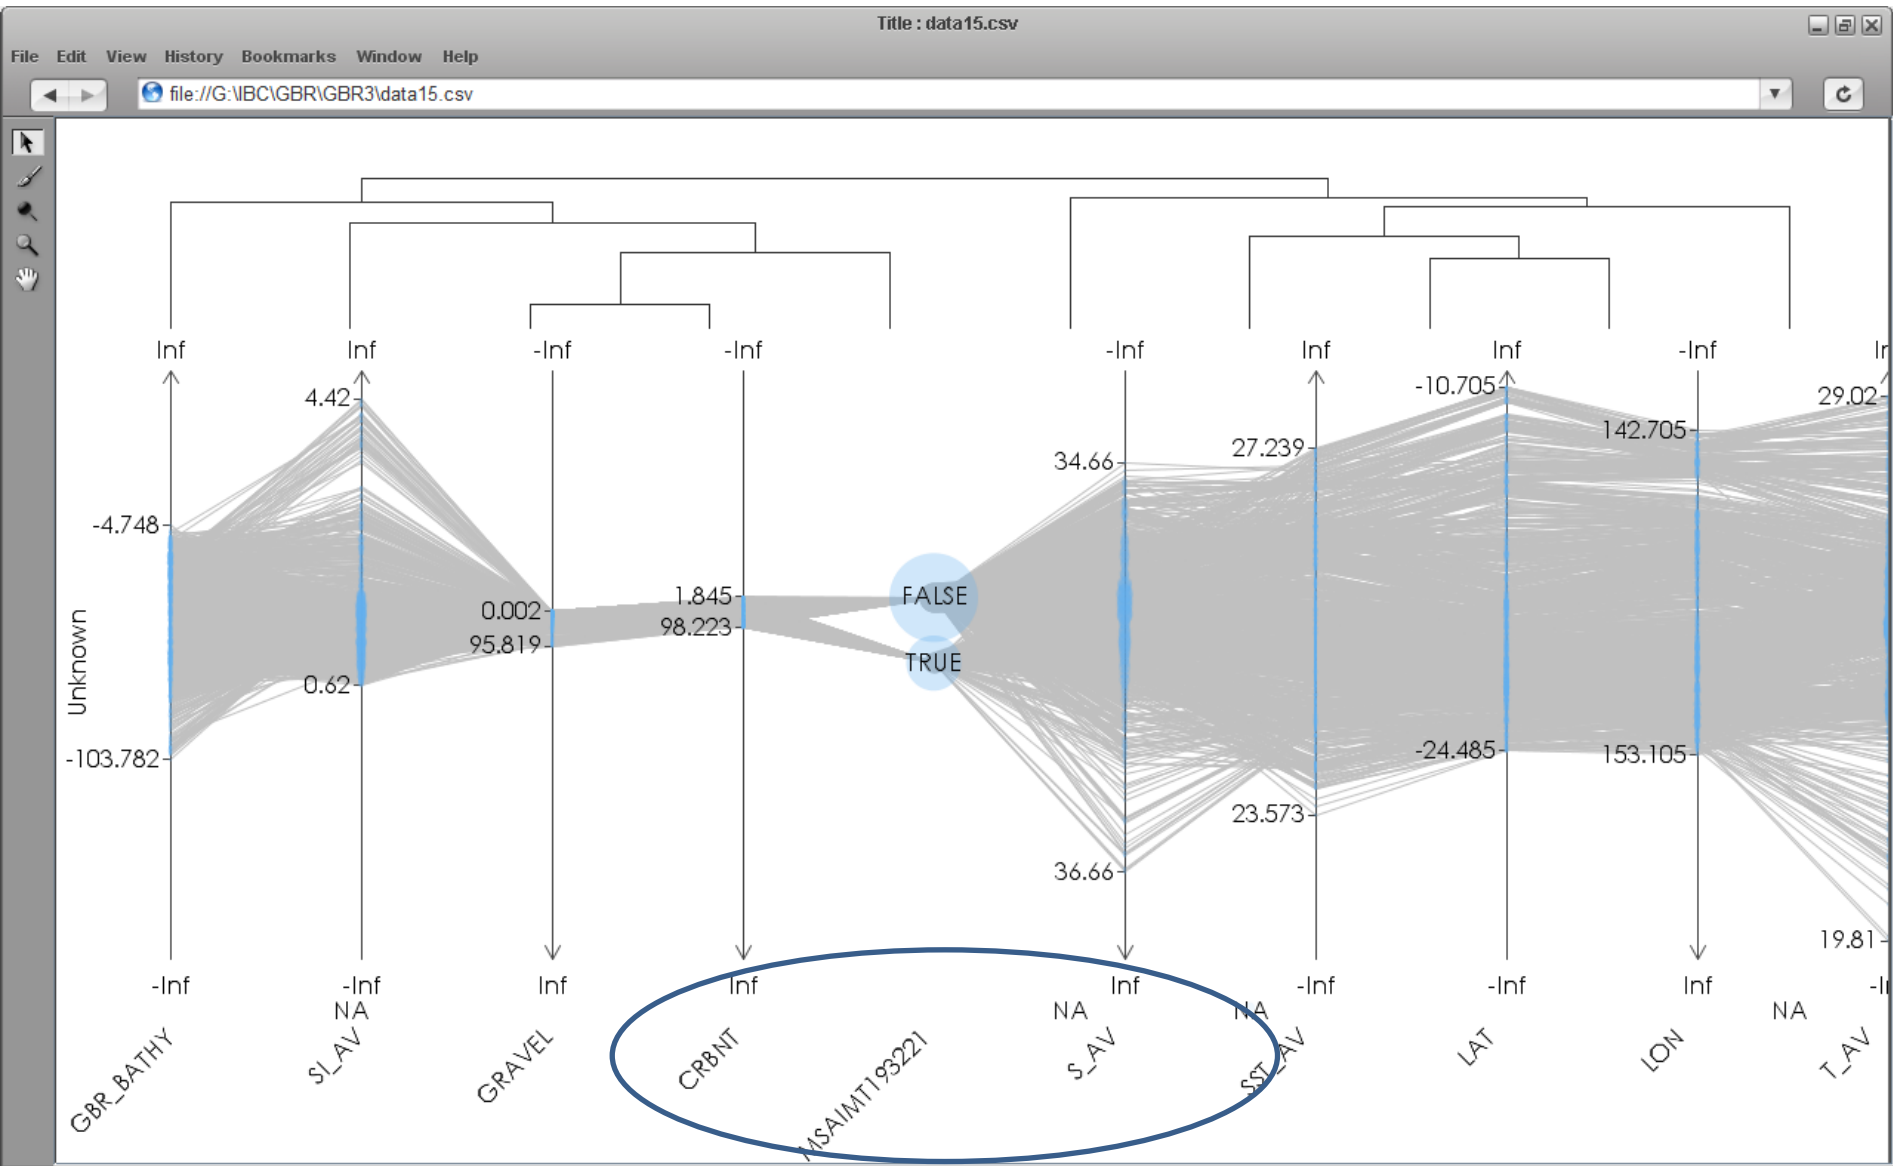 Title : data15.csv
File Edit View History Bookmarks Window Help
file://G:\IBC\GBR\GBR3\data15.csv
Inf Inf -Inf -Inf -Inf Inf Inf -Inf
-10.705
4.42 29.02
142.705
27.239
34.66
-4.748
1.845 FALSE
0.002
98.223
95.819
TRUE
Unknown
0.62
-24.485
153.105
-103.782
23.573
36.66
19.81
-Inf -Inf Inf Inf Inf -Inf -Inf Inf
NA NA NA NA
GBR_BATHY
SI_AV
GRAVEL
CRBNT
MSAIMT193221
S_AV
SST_AV
LAT
LON
T_AV